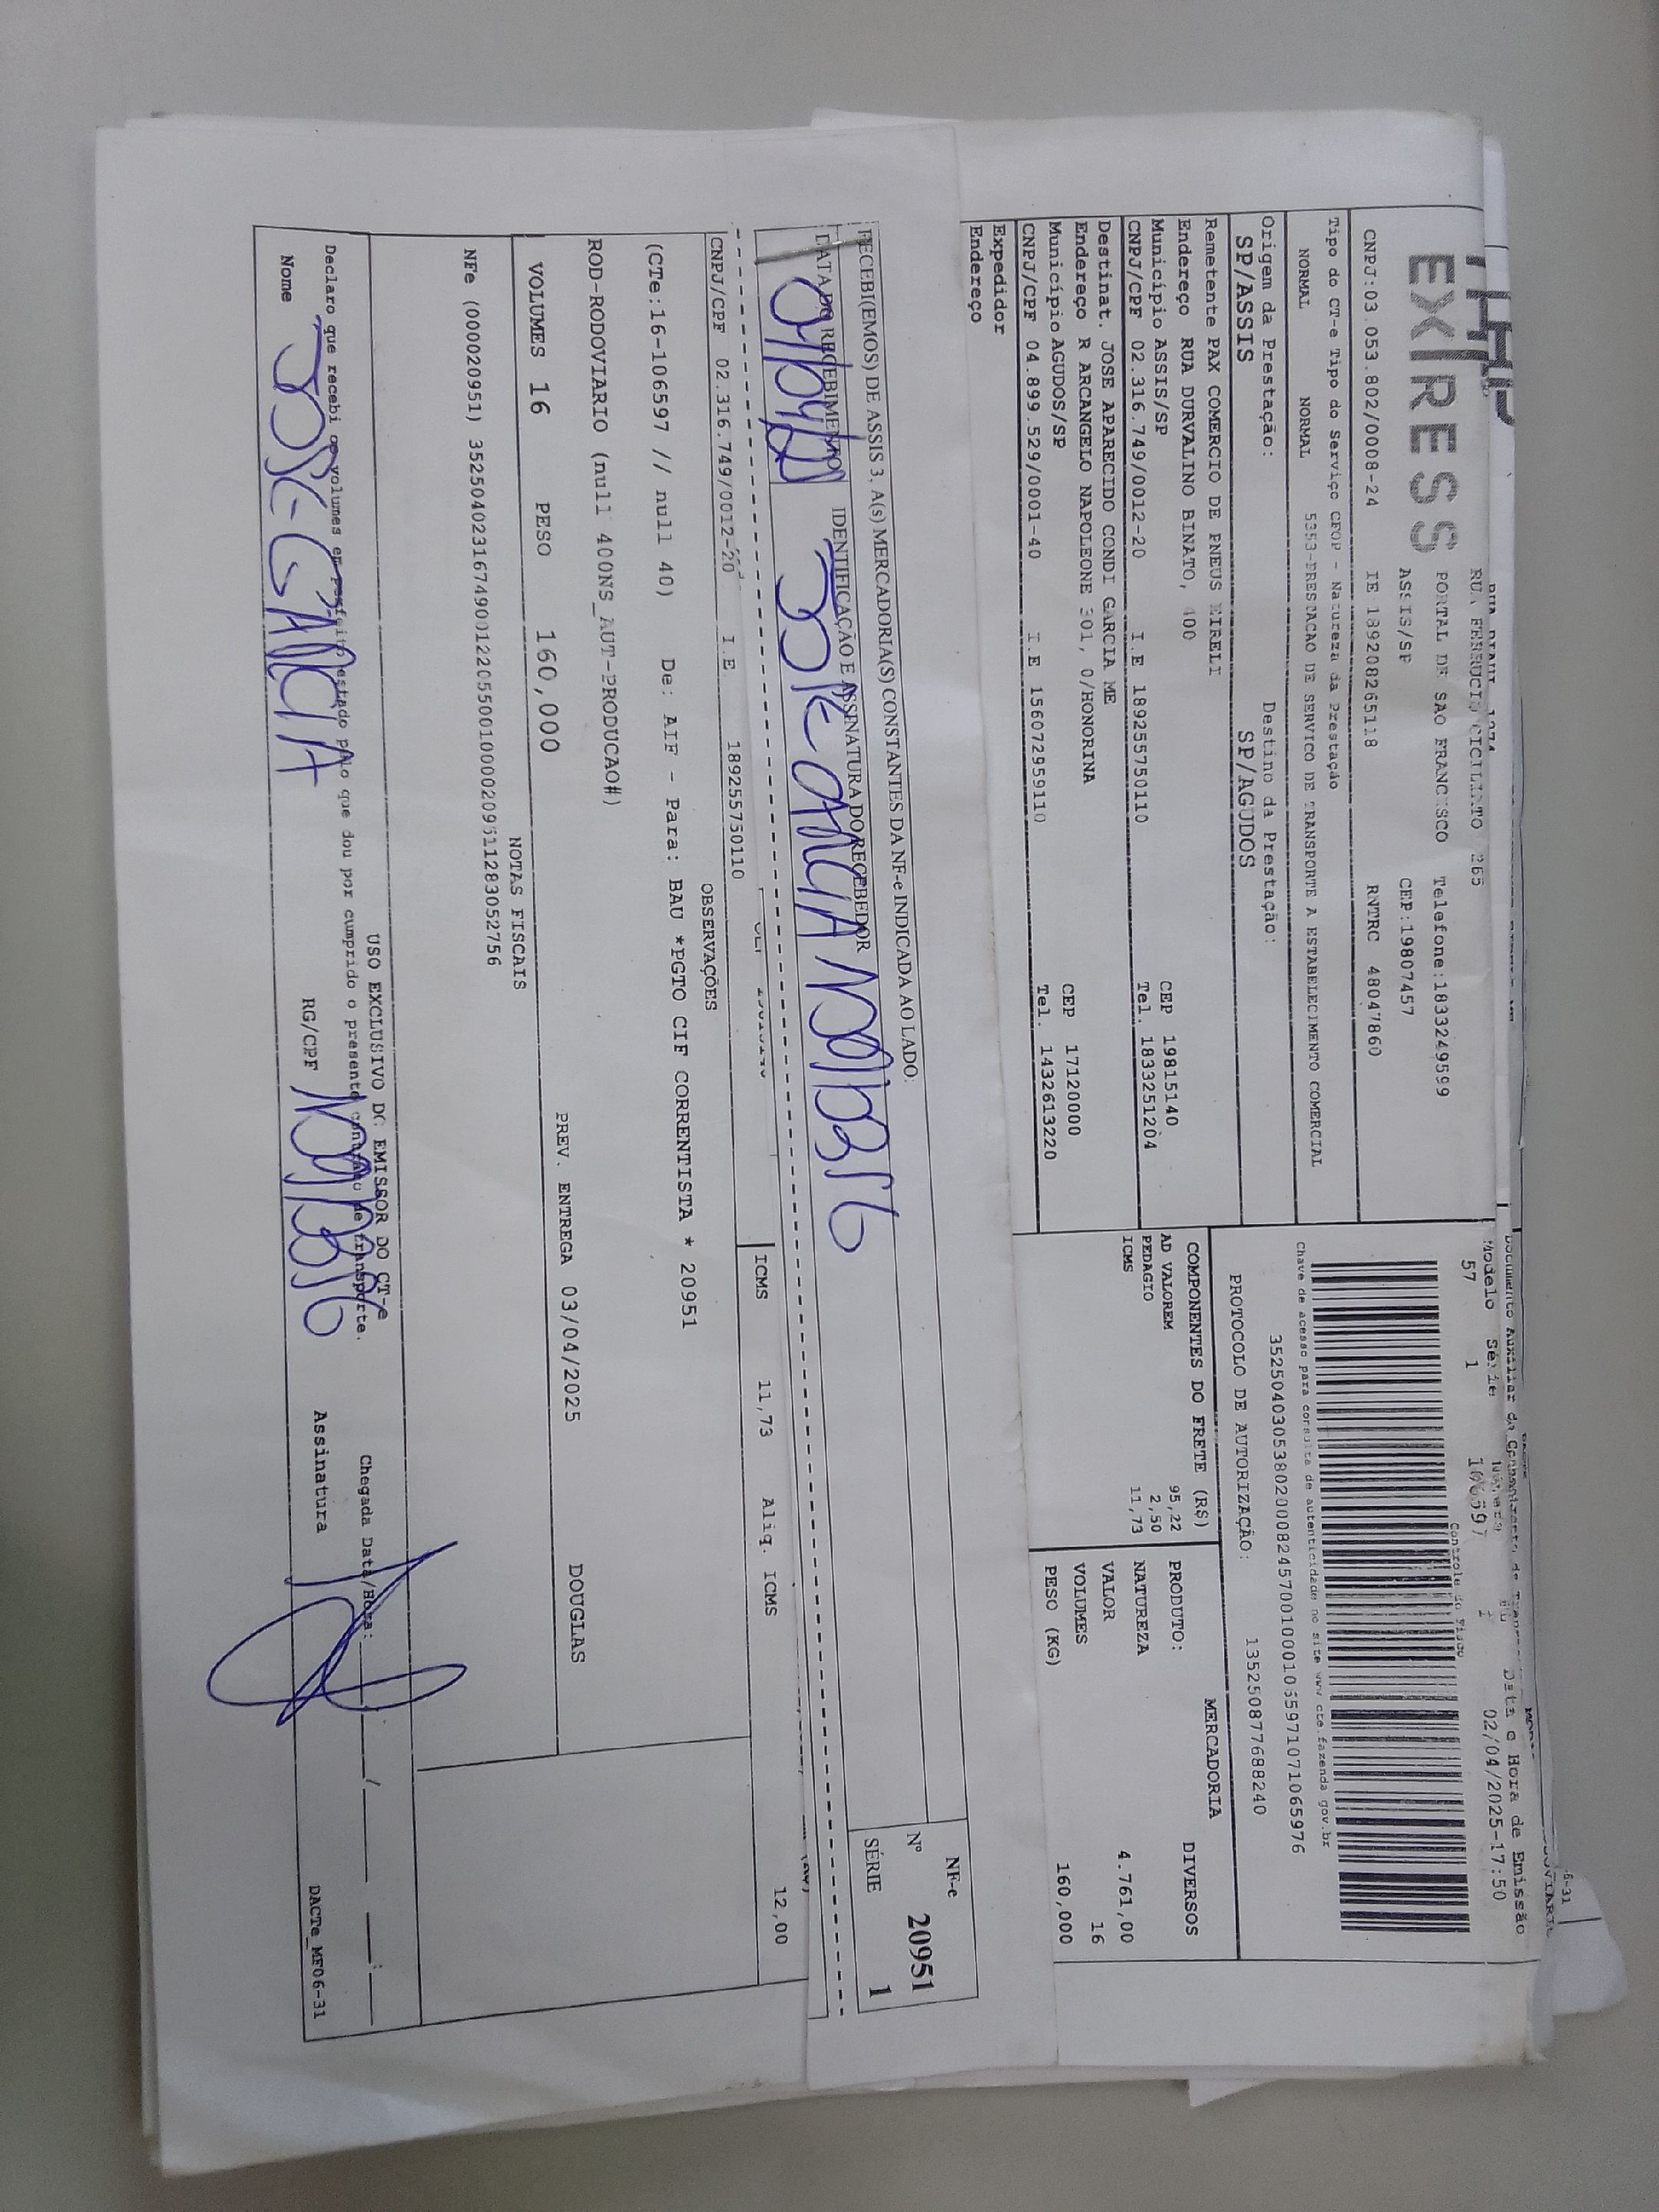 EXPRESS
RUA FERRUCIO CICILIATO 265
PORTAL DE SAO FRANCISCO Telefone:1833249599
ASSIS/SP CEP:19807457
CNPJ:03.053.802/0008-24 IE 189208265118 RNTRC 48047860
Tipo do CT-e Tipo do Serviço CFOP - Natureza da Prestação
NORMAL NORMAL 5353-PRESTACAO DE SERVICO DE TRANSPORTE A ESTABELECIMENTO COMERCIAL
Origem da Prestação: Destino da Prestação:
SP/ASSIS SP/AGUDOS
Remetente PAX COMERCIO DE PNEUS EIRELI
Endereço RUA DURVALINO BINATO, 400
Município ASSIS/SP CEP 19815140
CNPJ/CPF 02.316.749/0012-20 I.E 189255750110 Tel. 1833251204
Destinat. JOSE APARECIDO CONDI GARCIA ME
Endereço R ARCANGELO NAPOLEONE 301, 0/HONORINA
Município AGUDOS/SP CEP 17120000
CNPJ/CPF 04.899.529/0001-40 I.E 156072959110 Tel. 1432613220
Expedidor
Endereço
Data e Hora de Emissão
Modelo Série
57 1 106597 02/04/2025-17:50
Controle do Fisco
Chave de acesso para consulta de autenticidade no site www.cte.fazenda.gov.br
PROTOCOLO DE AUTORIZAÇÃO: 135250877688240
COMPONENTES DO FRETE (R$)
AD VALOREM 95,22
PEDAGIO 2,50
ICMS 11,73
MERCADORIA
PRODUTO: DIVERSOS
NATUREZA
VALOR 4.761,00
VOLUMES 16
PESO (KG) 160,000
RECEBI(EMOS) DE ASSIS 3, A(s) MERCADORIA(S) CONSTANTES DA NF-e INDICADA AO LADO:
DATA DO RECEBIMENTO IDENTIFICAÇÃO E ASSINATURA DO RECEBEDOR
NF-e
Nº 20951
SÉRIE 1
CNPJ/CPF 02.316.749/0012-20 I.E. 189255750110
ICMS 11,73 Aliq. ICMS 12,00
OBSERVAÇÕES
(CTe:16-106597 // null 40) De: AIF - Para: BAU *PGTO CIF CORRENTISTA * 20951
ROD-RODOVIARIO (null 400NS_AUT-PRODUCAO#)
VOLUMES 16 PESO 160,000 PREV. ENTREGA 03/04/2025 DOUGLAS
NOTAS FISCAIS
NFe (000020951)
USO EXCLUSIVO DO EMISSOR DO CT-e
Declaro que recebi os volumes em perfeito estado pelo que dou por cumprido o presente contrato de transporte. Chegada Data/Hora: ___/___ ___:___
Nome JOSE GARCIA RG/CPF Assinatura
DACTe_MF06-31